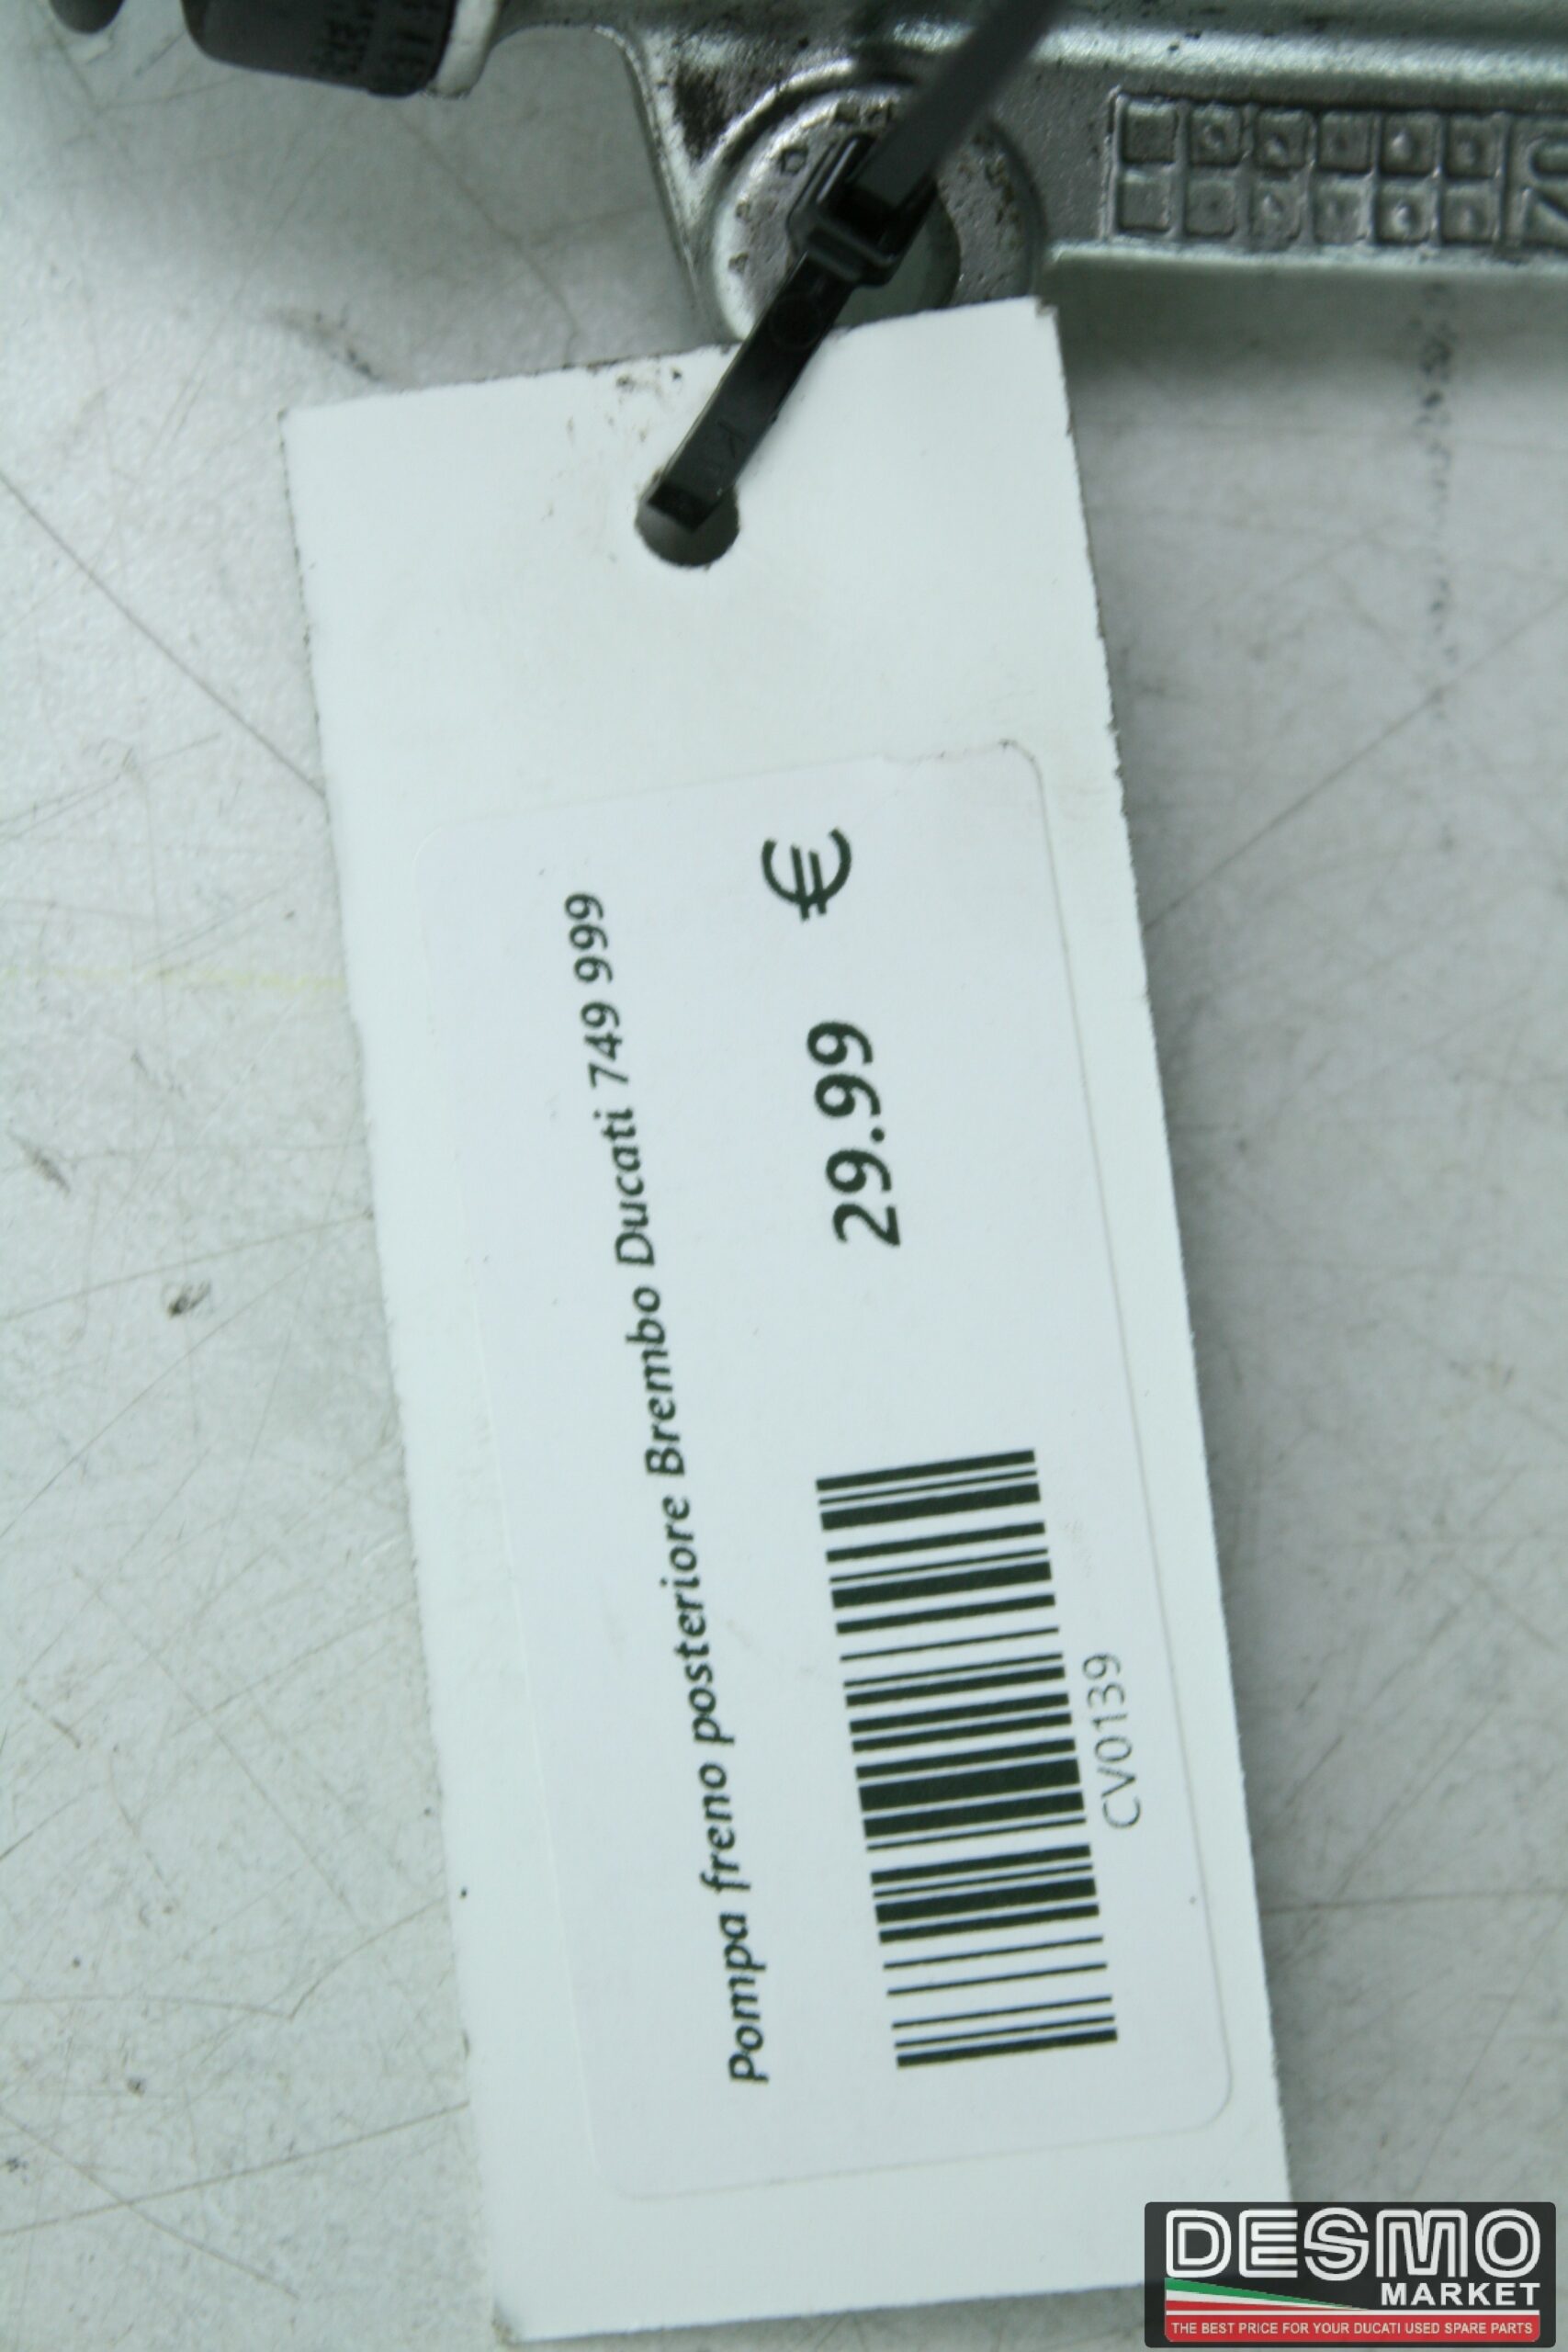 02
Pompa freno posteriore Brembo Ducati 749 999
29.99 €
CV0139
DESMO
MARKET
THE BEST PRICE FOR YOUR DUCATI USED SPARE PARTS